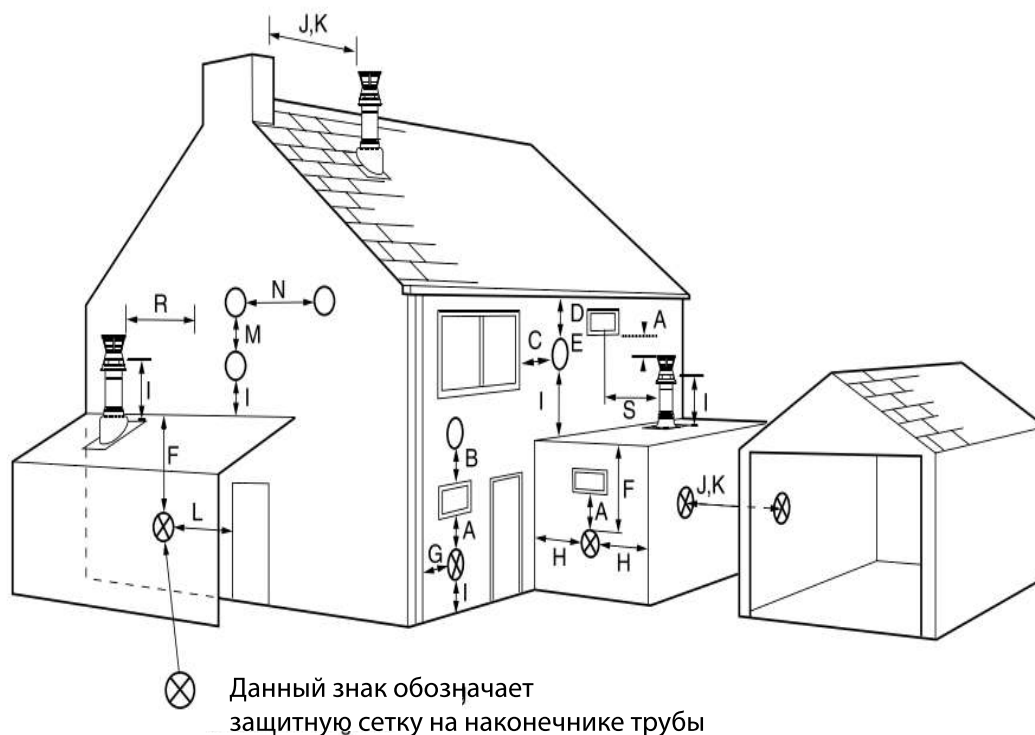 J,K
R
N
M
I
I
F
L
D
E
C
A
I
S
I
B
A
G
I
F
A
H
H
J,K
Данный знак обозначает
защитную сетку на наконечнике трубы